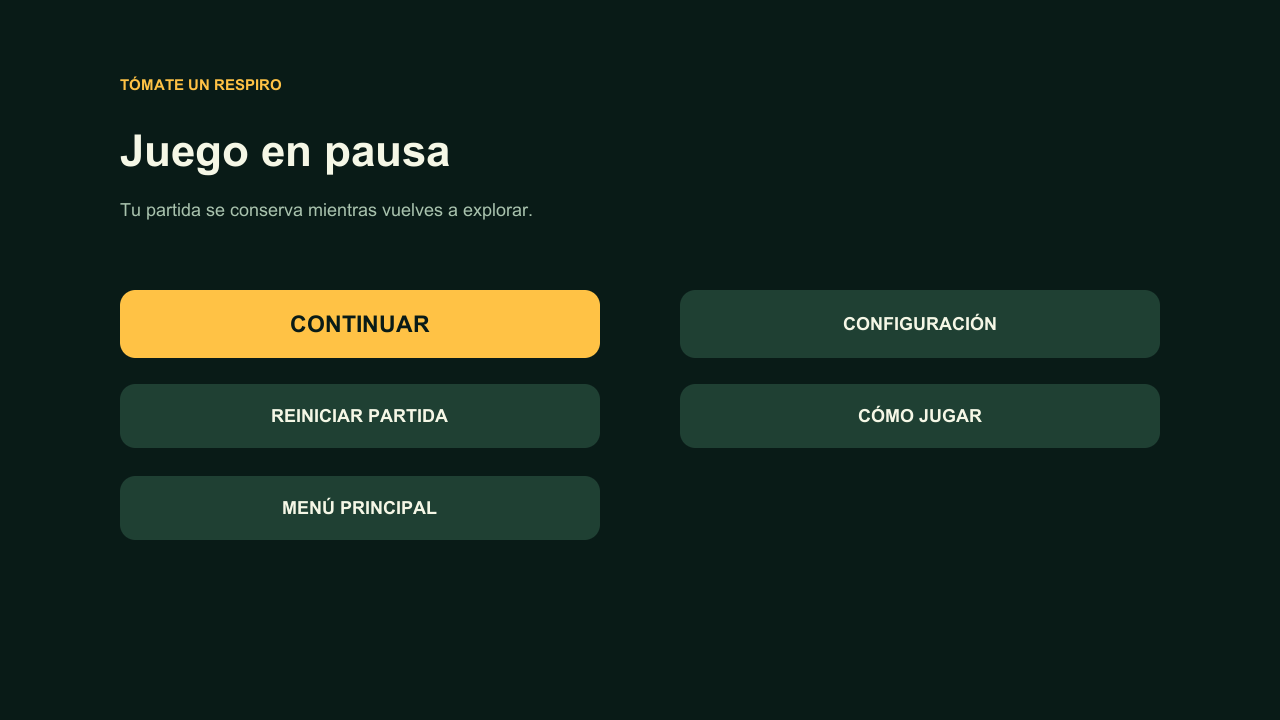 TÓMATE UN RESPIRO
Juego en pausa
Tu partida se conserva mientras vuelves a explorar.
CONTINUAR
CONFIGURACIÓN
REINICIAR PARTIDA
CÓMO JUGAR
MENÚ PRINCIPAL